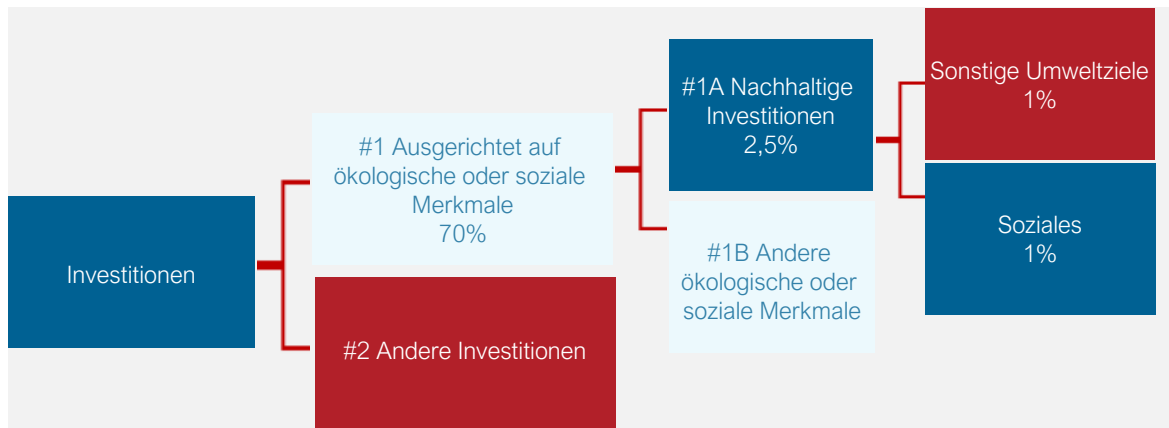 Investitionen
#1 Ausgerichtet auf
ökologische oder soziale
Merkmale
70%
#2 Andere Investitionen
#1A Nachhaltige
Investitionen
2,5%
#1B Andere
ökologische oder
soziale Merkmale
Sonstige Umweltziele
1%
Soziales
1%